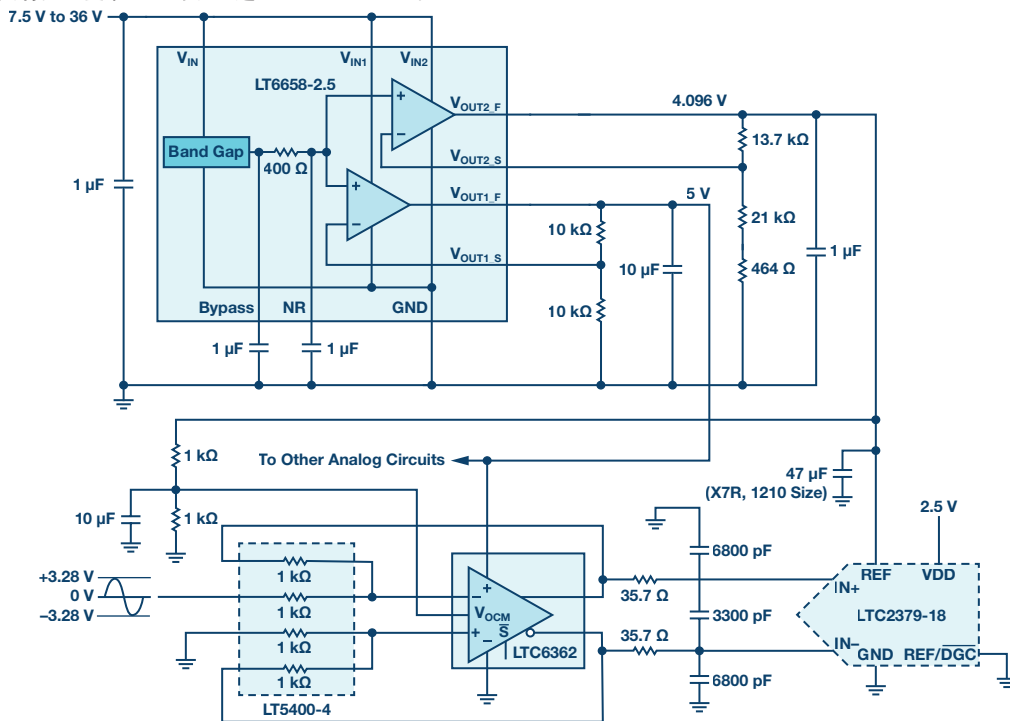 7.5 V to 36 V
VIN
VIN1
VIN2
LT6658-2.5
VOUT2_F
4.096 V
13.7 kΩ
Band Gap
400 Ω
VOUT2_S
1 µF
VOUT1_F
5 V
21 kΩ
10 kΩ
10 µF
1 µF
VOUT1_S
464 Ω
10 kΩ
Bypass
NR
GND
1 µF
1 µF
1 kΩ
To Other Analog Circuits
47 µF
(X7R, 1210 Size)
2.5 V
10 µF
1 kΩ
6800 pF
+3.28 V
0 V
−3.28 V
1 kΩ
1 kΩ
1 kΩ
1 kΩ
LT5400-4
− +
VOCM
S̅
+ −
LTC6362
35.7 Ω
35.7 Ω
3300 pF
6800 pF
REF
VDD
IN+
LTC2379-18
IN−
GND
REF/D̅G̅C̅